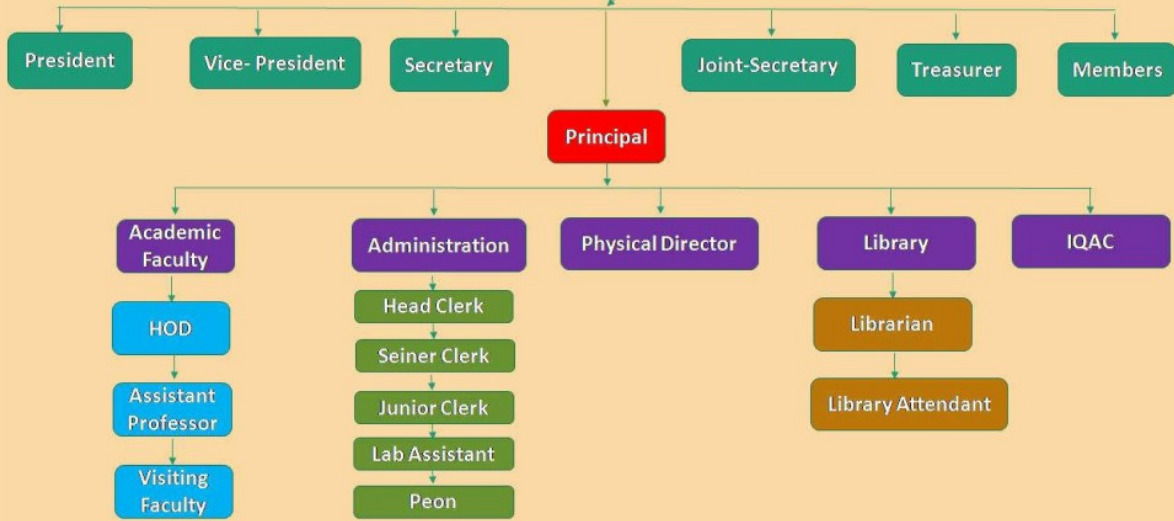 President
Vice- President
Secretary
Joint-Secretary
Treasurer
Members
Principal
Academic
Faculty
Administration
Physical Director
Library
IQAC
HOD
Assistant
Professor
Visiting
Faculty
Head Clerk
Seiner Clerk
Junior Clerk
Lab Assistant
Peon
Librarian
Library Attendant